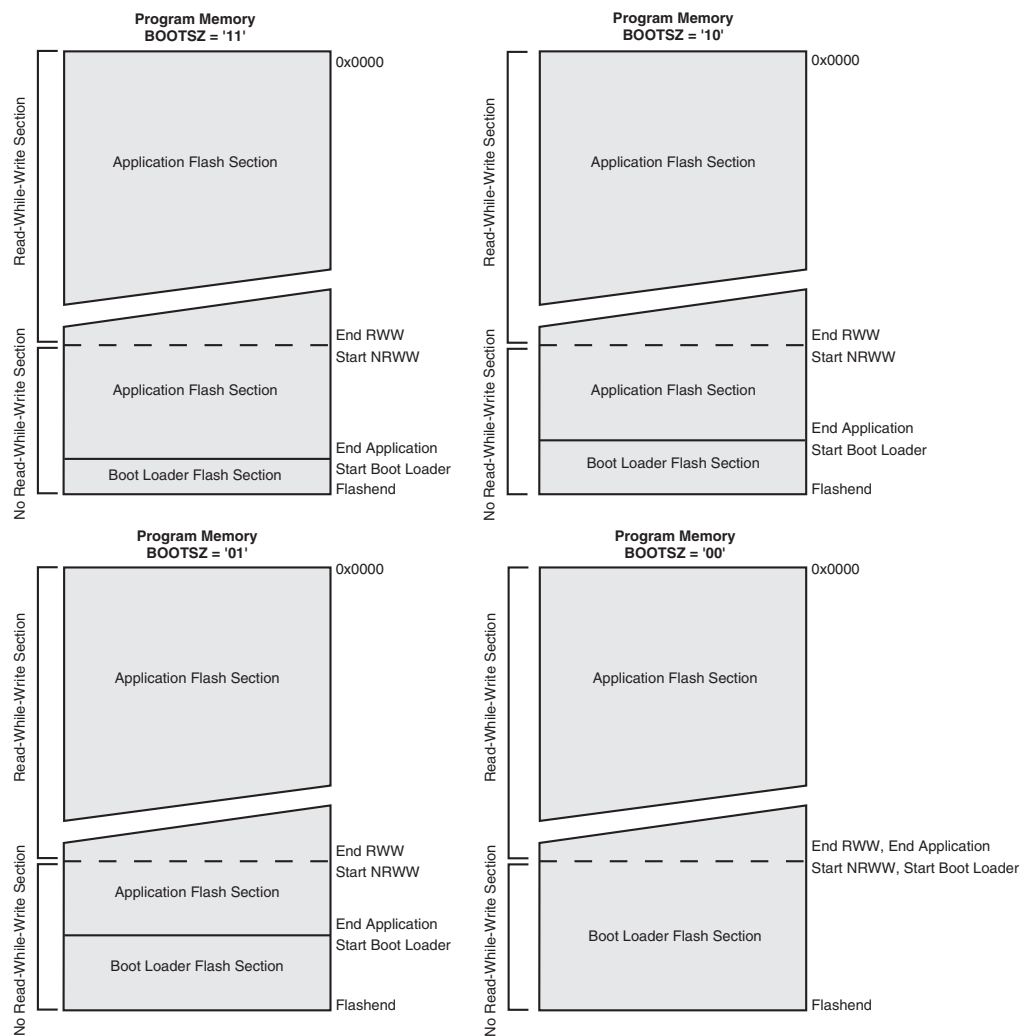 Program Memory
BOOTSZ = '11'
0x0000
Read-While-Write Section
Application Flash Section
End RWW
Start NRWW
No Read-While-Write Section
Application Flash Section
End Application
Start Boot Loader
Boot Loader Flash Section
Flashend
Program Memory
BOOTSZ = '10'
0x0000
Read-While-Write Section
Application Flash Section
End RWW
Start NRWW
No Read-While-Write Section
Application Flash Section
End Application
Start Boot Loader
Boot Loader Flash Section
Flashend
Program Memory
BOOTSZ = '01'
0x0000
Read-While-Write Section
Application Flash Section
End RWW
Start NRWW
No Read-While-Write Section
Application Flash Section
End Application
Start Boot Loader
Boot Loader Flash Section
Flashend
Program Memory
BOOTSZ = '00'
0x0000
Read-While-Write Section
Application Flash Section
End RWW, End Application
Start NRWW, Start Boot Loader
No Read-While-Write Section
Boot Loader Flash Section
Flashend